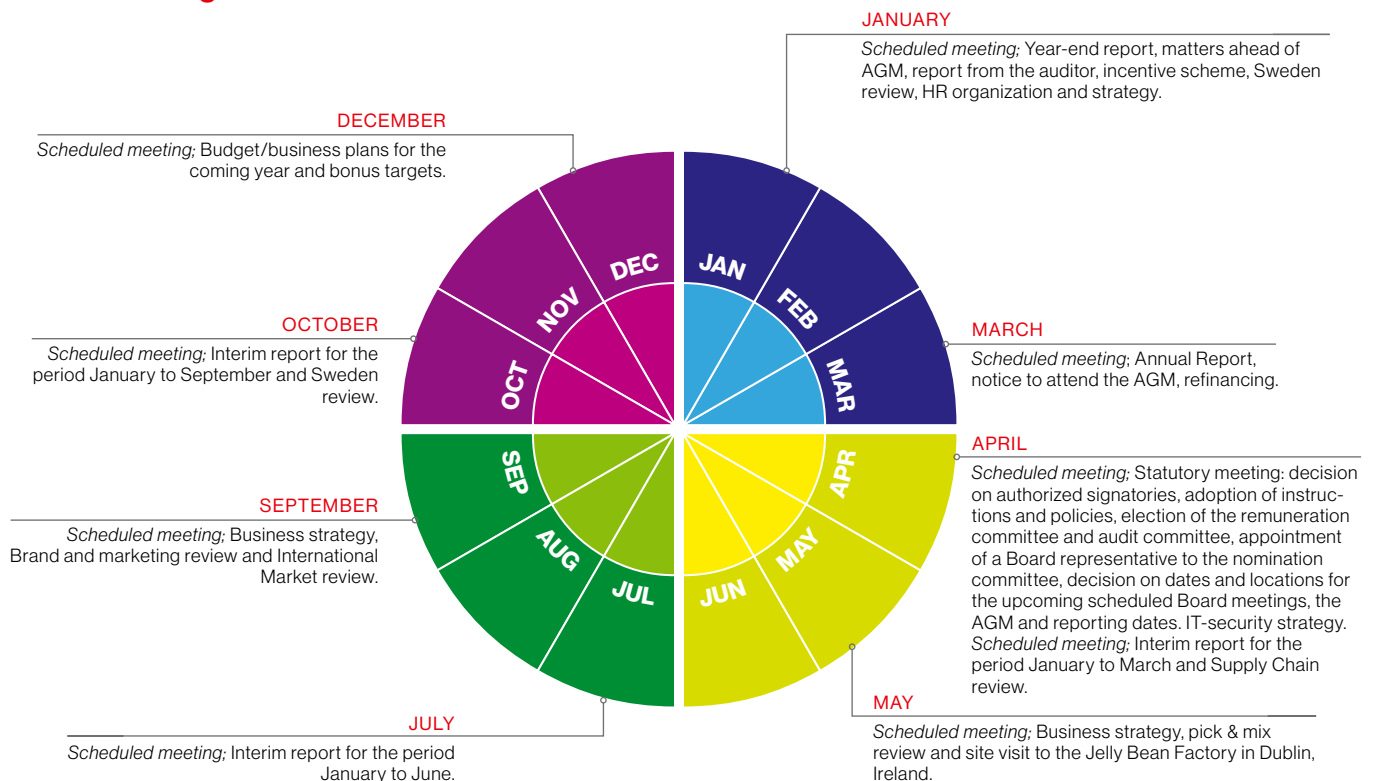 JANUARY
Scheduled meeting; Year-end report, matters ahead of
AGM, report from the auditor, incentive scheme, Sweden
review, HR organization and strategy.
DECEMBER
Scheduled meeting; Budget/business plans for the
coming year and bonus targets.
OCTOBER
Scheduled meeting; Interim report for the
period January to September and Sweden
review.
MARCH
Scheduled meeting; Annual Report,
notice to attend the AGM, refinancing.
APRIL
Scheduled meeting; Statutory meeting: decision
on authorized signatories, adoption of instruc-
tions and policies, election of the remuneration
committee and audit committee, appointment
of a Board representative to the nomination
committee, decision on dates and locations for
the upcoming scheduled Board meetings, the
AGM and reporting dates. IT-security strategy.
Scheduled meeting; Interim report for the
period January to March and Supply Chain
review.
SEPTEMBER
Scheduled meeting; Business strategy,
Brand and marketing review and International
Market review.
MAY
Scheduled meeting; Business strategy, pick & mix
review and site visit to the Jelly Bean Factory in Dublin,
Ireland.
JULY
Scheduled meeting; Interim report for the period
January to June.
JAN
FEB
MAR
APR
MAY
JUN
JUL
AUG
SEP
OCT
NOV
DEC